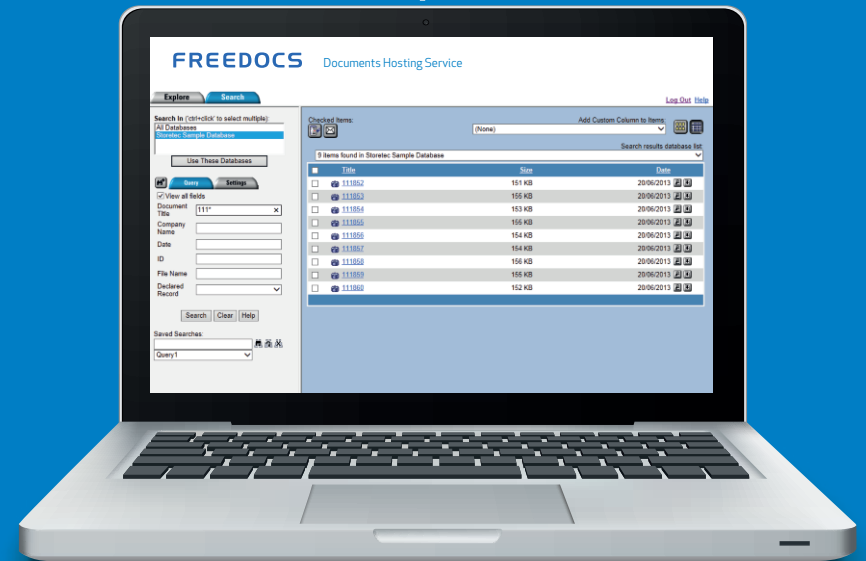 FREEDOCS Documents Hosting Service
Explore Search
Log Out Help
Search In ('ctrl+click' to select multiple):
All Databases
Storetec Sample Database
Use These Databases
Query Settings
View all fields
Document Title 111*
Company Name
Date
ID
File Name
Declared Record
Search Clear Help
Saved Searches:
Query1
Checked Items:
(None)
Add Custom Column to Items:
Search results database list:
9 items found in Storetec Sample Database
Title Size Date
111852 151 KB 20/06/2013
111853 155 KB 20/06/2013
111854 153 KB 20/06/2013
111855 155 KB 20/06/2013
111856 154 KB 20/06/2013
111857 154 KB 20/06/2013
111858 156 KB 20/06/2013
111859 155 KB 20/06/2013
111860 152 KB 20/06/2013